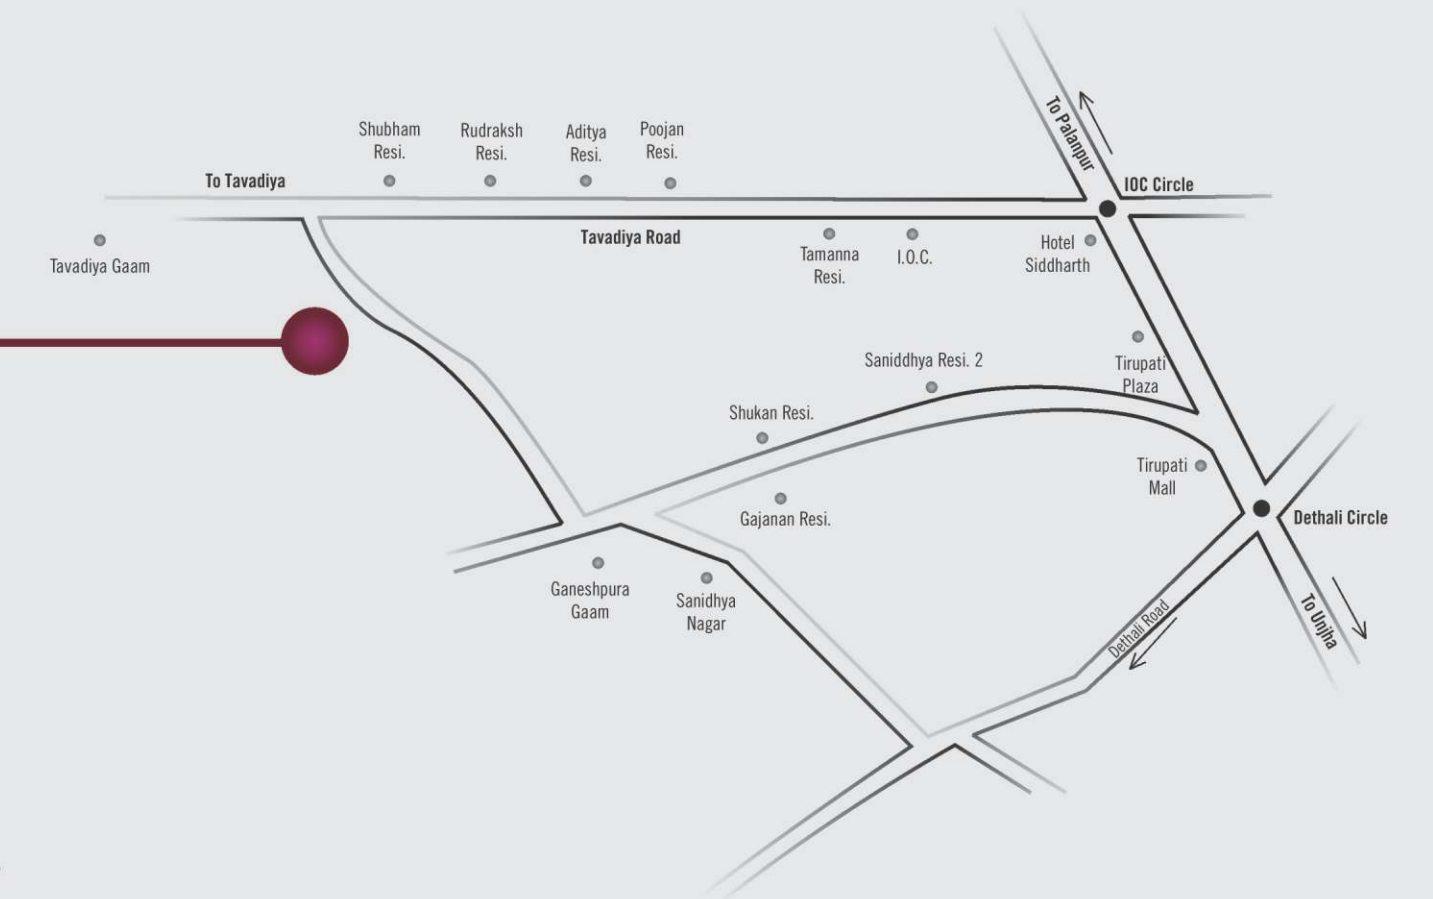 To Palanpur
Shubham
Resi.
Rudraksh
Resi.
Aditya
Resi.
Poojan
Resi.
To Tavadiya
IOC Circle
Tavadiya Road
Tavadiya Gaam
Tamanna
Resi.
I.O.C.
Hotel
Siddharth
Saniddhya Resi. 2
Tirupati
Plaza
Shukan Resi.
Tirupati
Mall
Gajanan Resi.
Dethali Circle
Ganeshpura
Gaam
Sanidhya
Nagar
Dethali Road
To Unjha